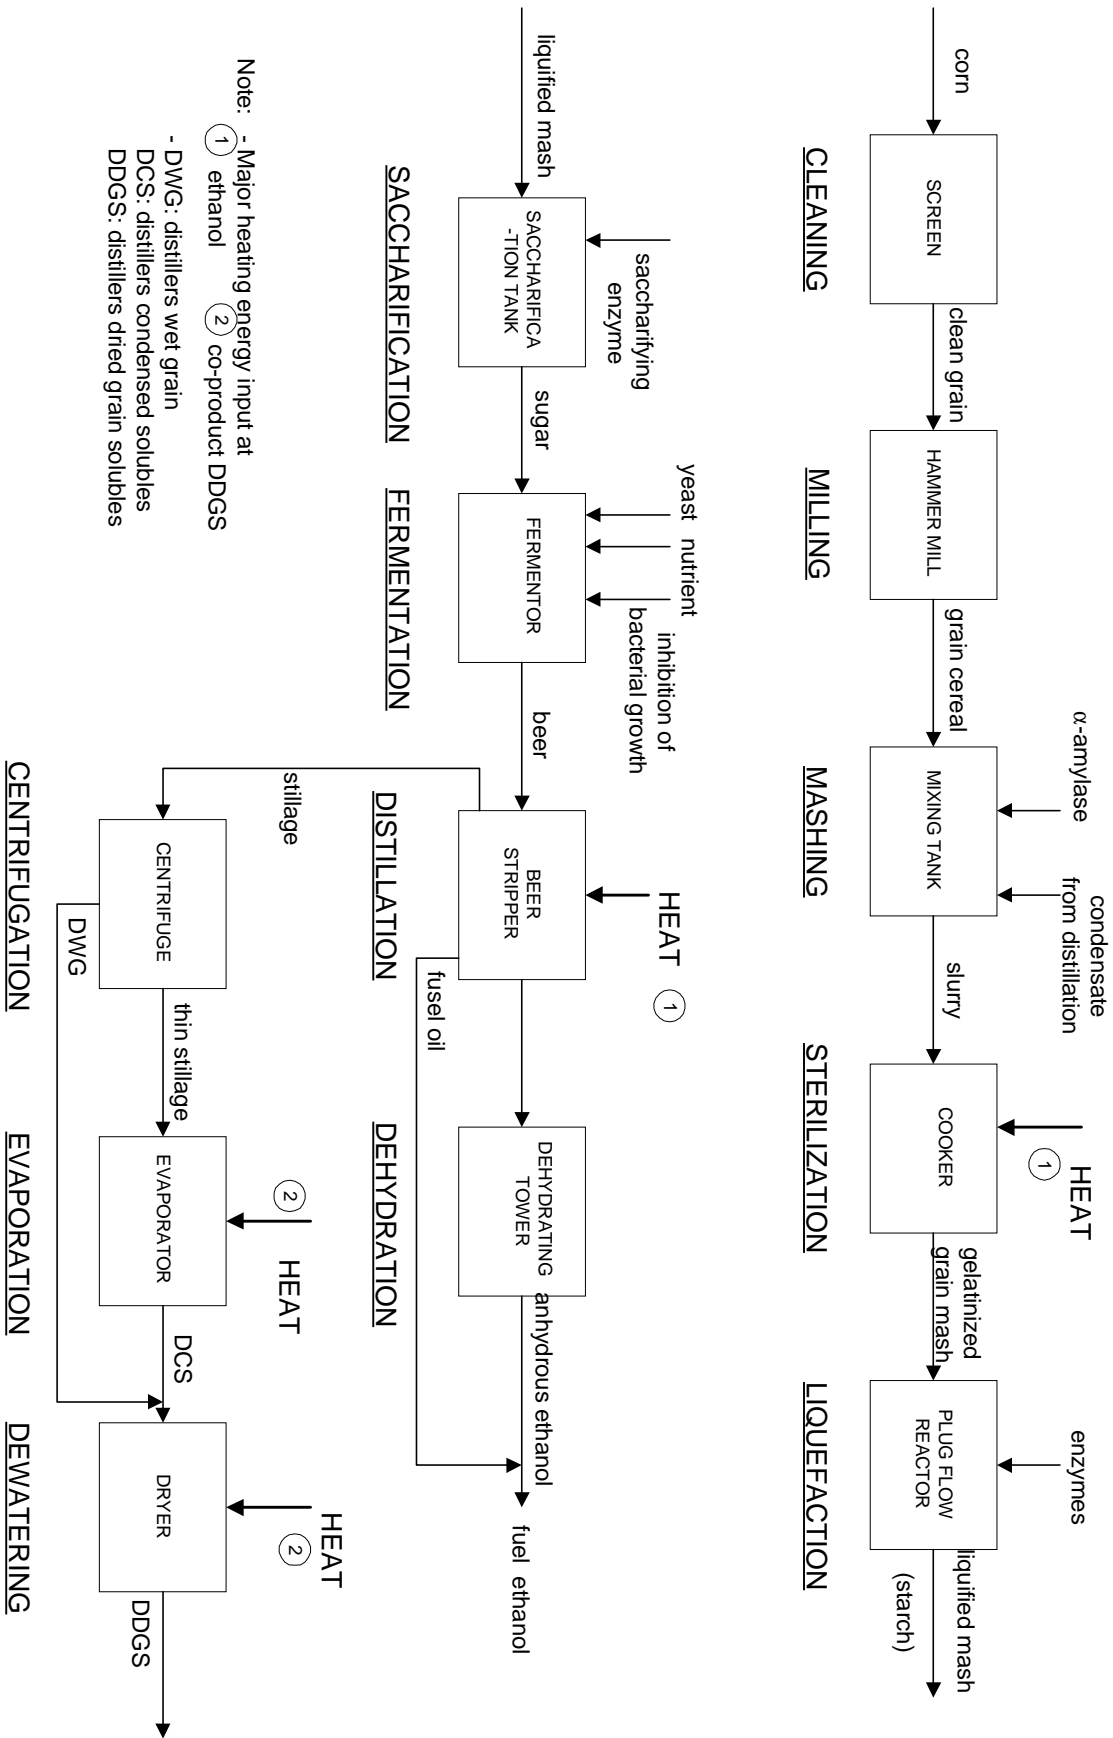 corn
SCREEN
CLEANING
clean grain
HAMMER MILL
MILLING
grain cereal
α-amylase
condensate
from distillation
MIXING TANK
MASHING
slurry
HEAT
1
COOKER
STERILIZATION
gelatinized
grain mash
enzymes
PLUG FLOW
REACTOR
LIQUEFACTION
liquified mash
(starch)
liquified mash
saccharifying
enzyme
SACCHARIFICA
-TION TANK
SACCHARIFICATION
sugar
yeast nutrient
inhibition of
bacterial growth
FERMENTOR
FERMENTATION
beer
HEAT
1
BEER
STRIPPER
DISTILLATION
fusel oil
DEHYDRATING
TOWER
DEHYDRATION
anhydrous ethanol
fuel ethanol
stillage
CENTRIFUGE
DWG
CENTRIFUGATION
thin stillage
2
HEAT
EVAPORATOR
EVAPORATION
DCS
HEAT
2
DRYER
DEWATERING
DDGS
Note: - Major heating energy input at
1 ethanol 2 co-product DDGS
- DWG: distillers wet grain
DCS: distillers condensed solubles
DDGS: distillers dried grain solubles